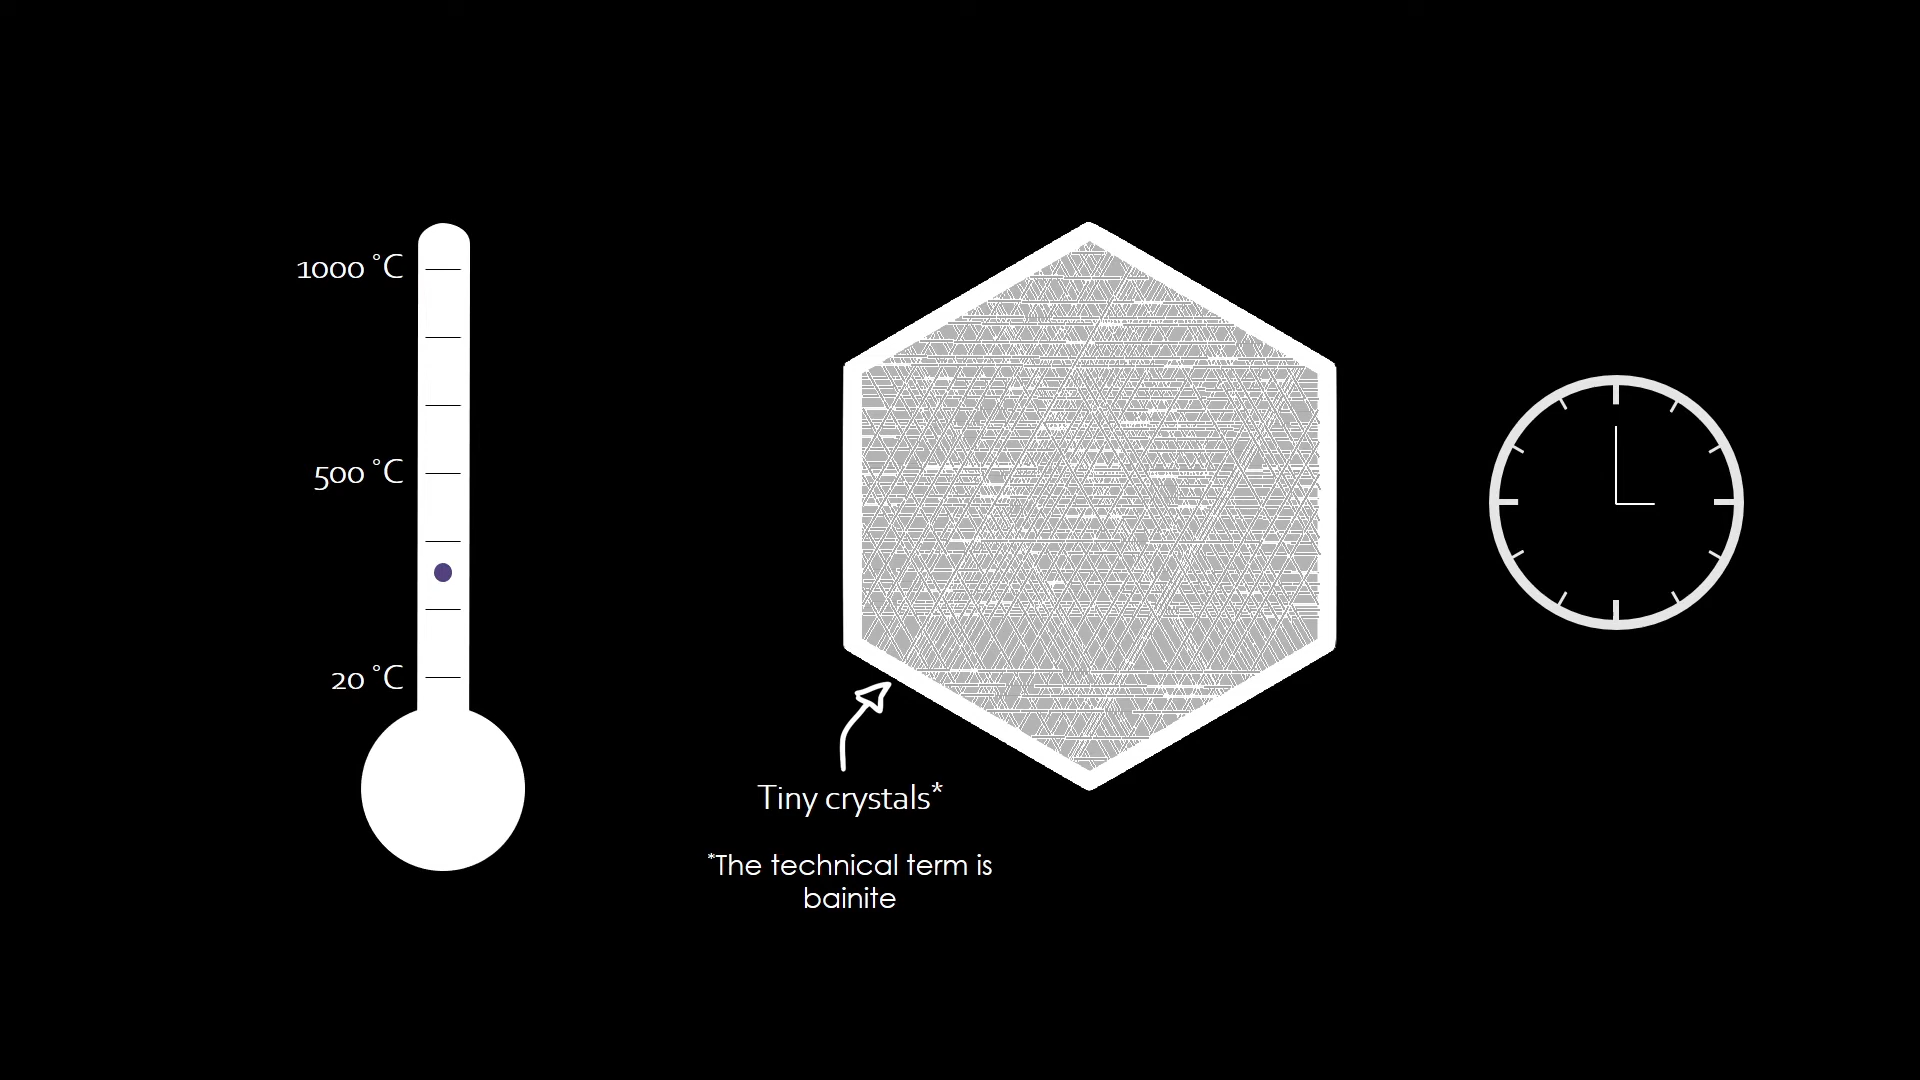 1000 °C
500 °C
20 °C
Tiny crystals*
*The technical term is
bainite